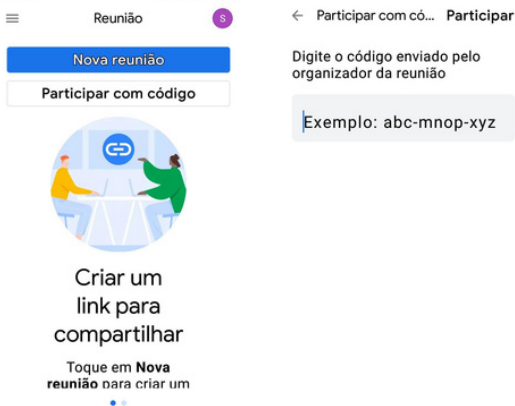 Reunião
S
Nova reunião
Participar com código
Criar um
link para
compartilhar
Toque em Nova
reunião para criar um
Participar com có... Participar
Digite o código enviado pelo
organizador da reunião
Exemplo: abc-mnop-xyz